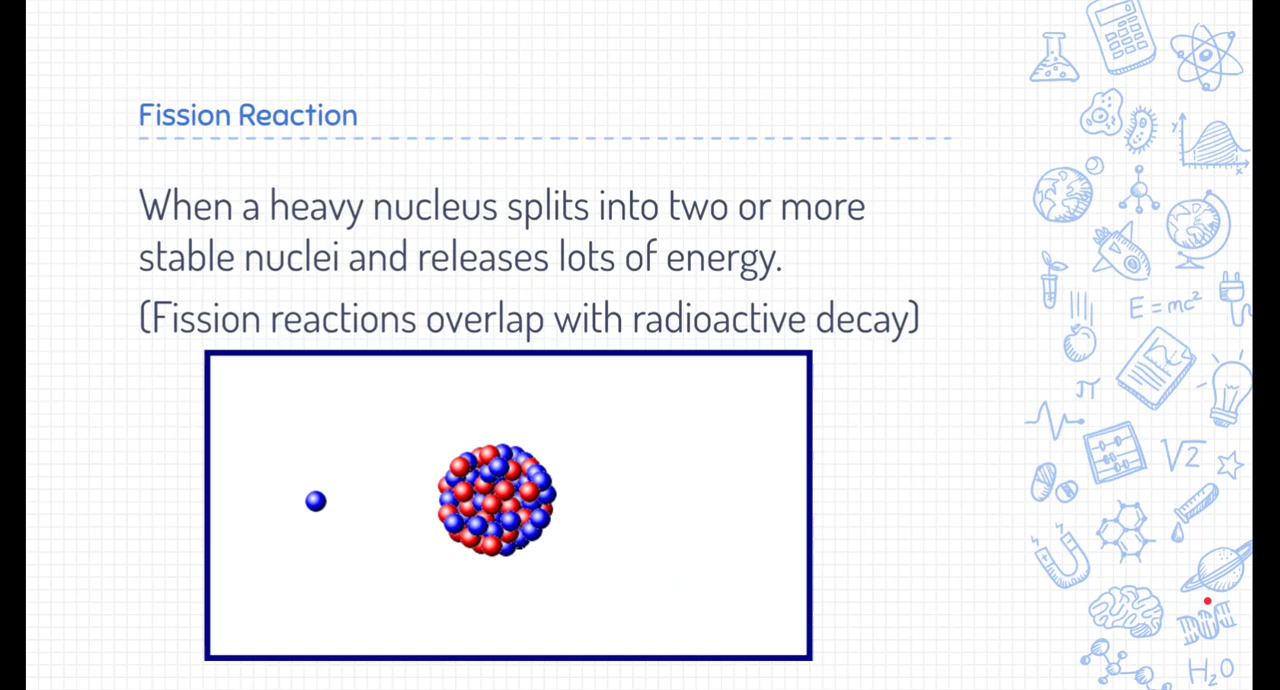 Fission Reaction
When a heavy nucleus splits into two or more
stable nuclei and releases lots of energy.
(Fission reactions overlap with radioactive decay)
y
x
E=mc²
π
√2
H₂O